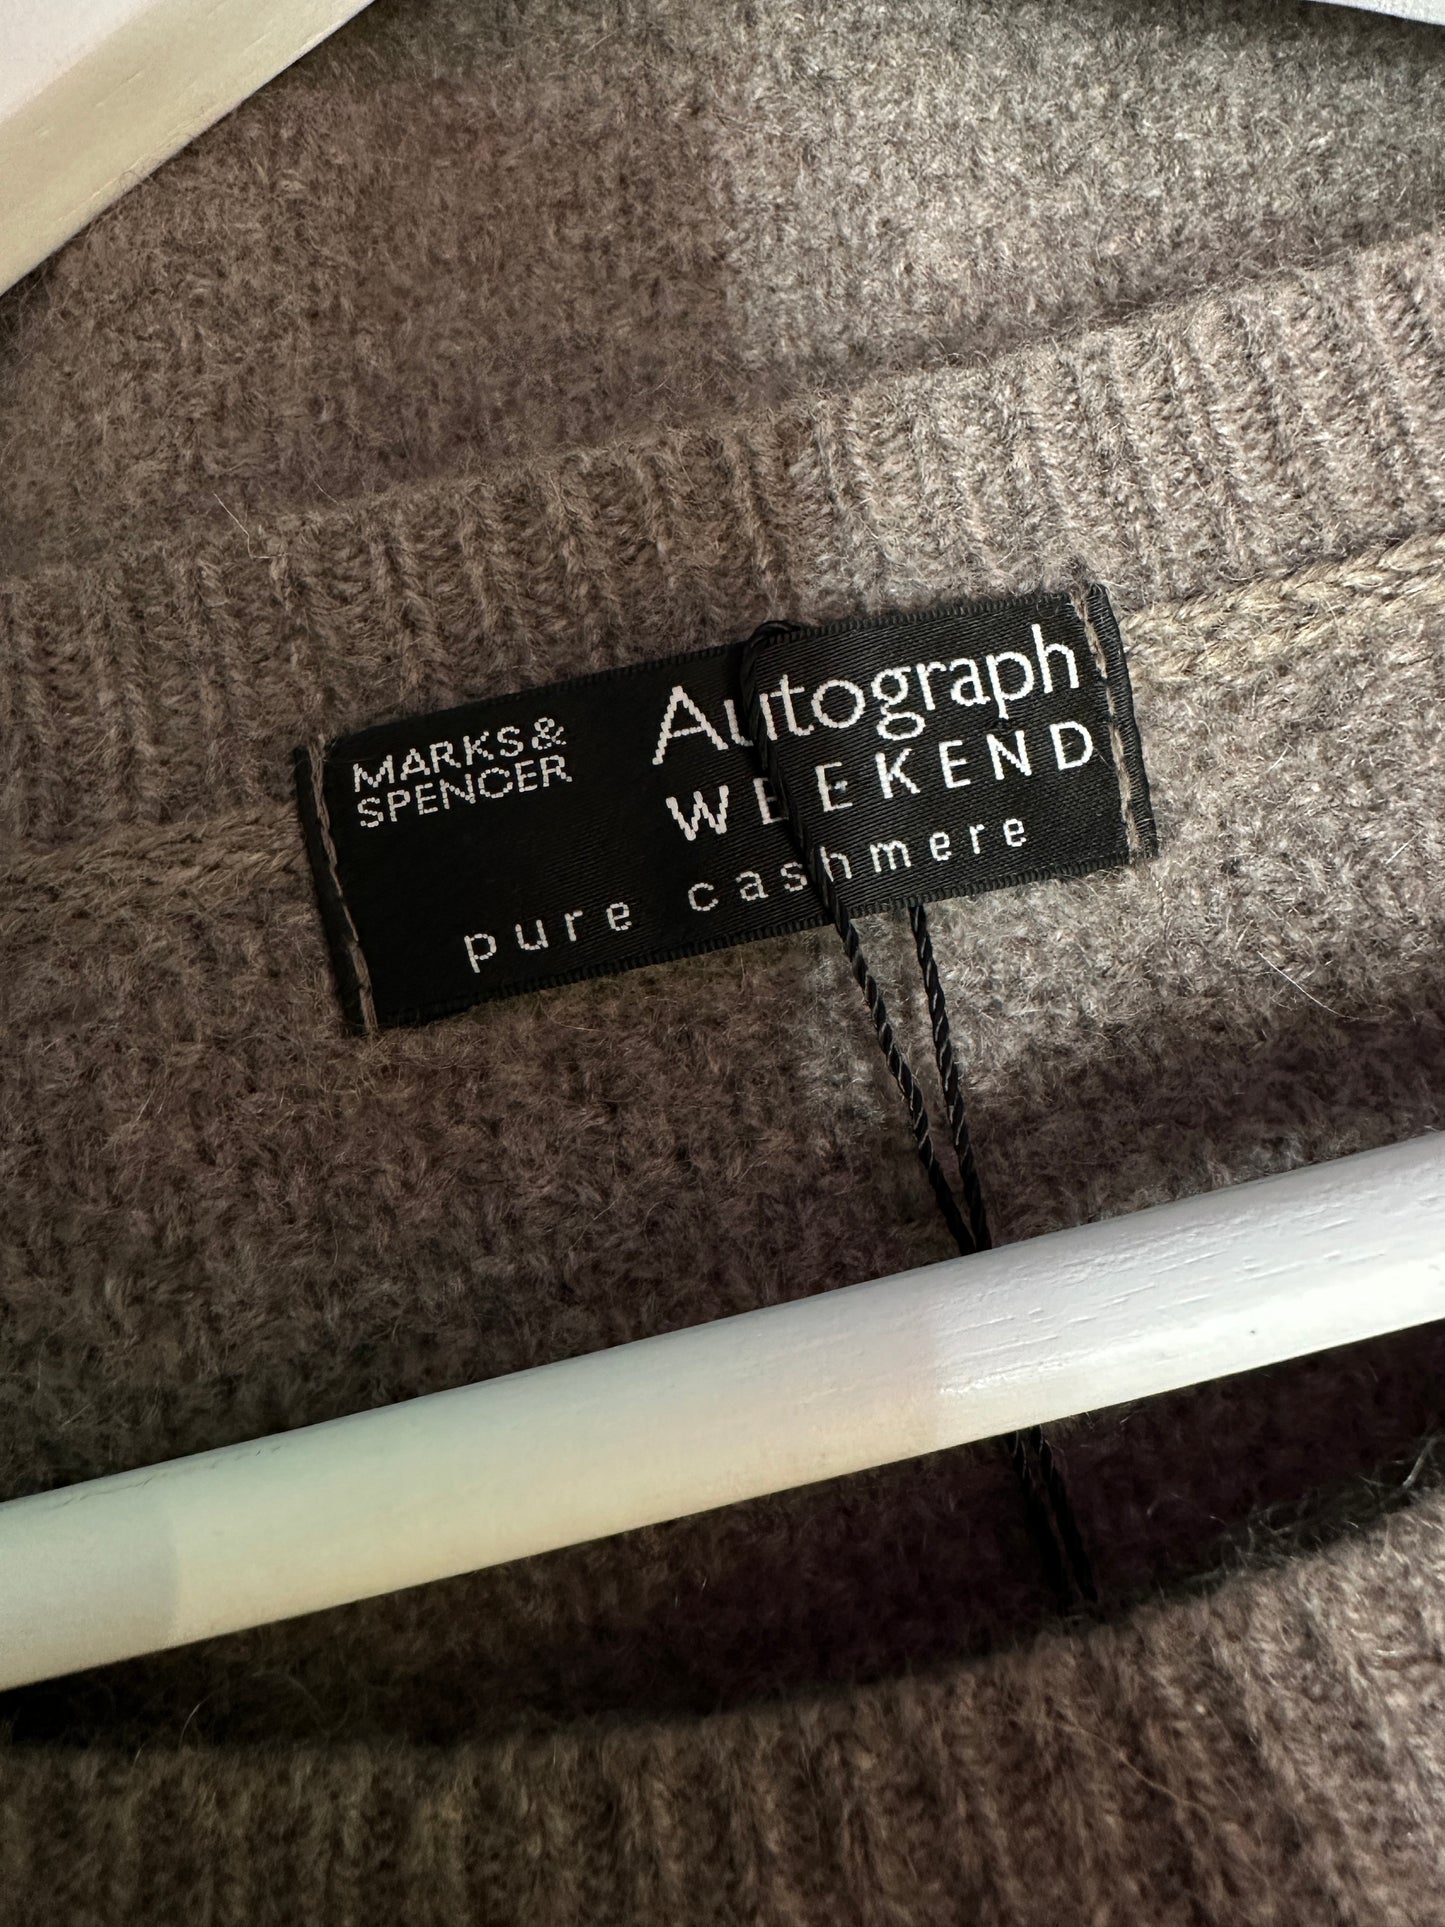 MARKS &
SPENCER
Autograph
WEEKEND
pure cashmere